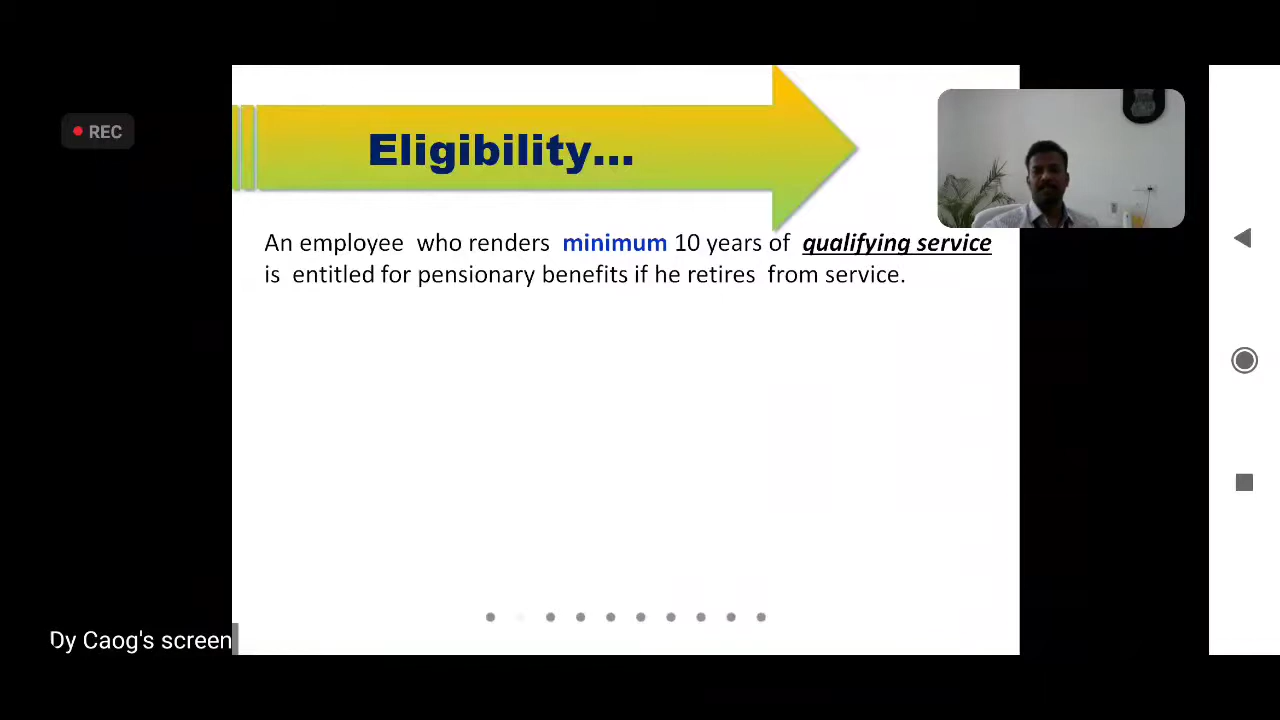 REC
Eligibility...
An employee who renders minimum 10 years of qualifying service
is entitled for pensionary benefits if he retires from service.
Dy Caog's screen